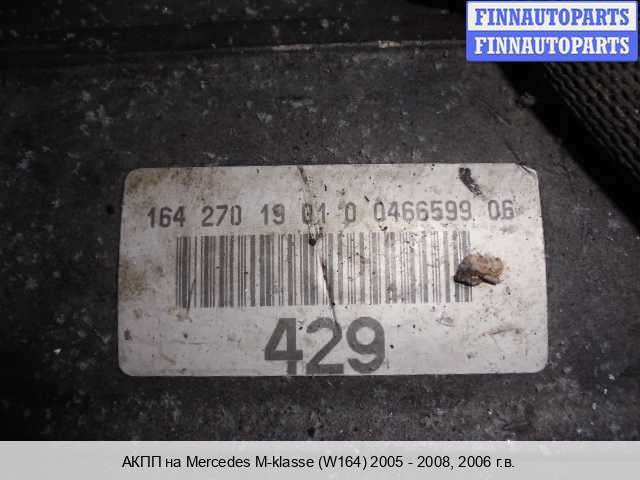 FINNAUTOPARTS
FINNAUTOPARTS
164 270 19 01 0 0466599 06
429
АКПП на Mercedes M-klasse (W164) 2005 - 2008, 2006 г.в.